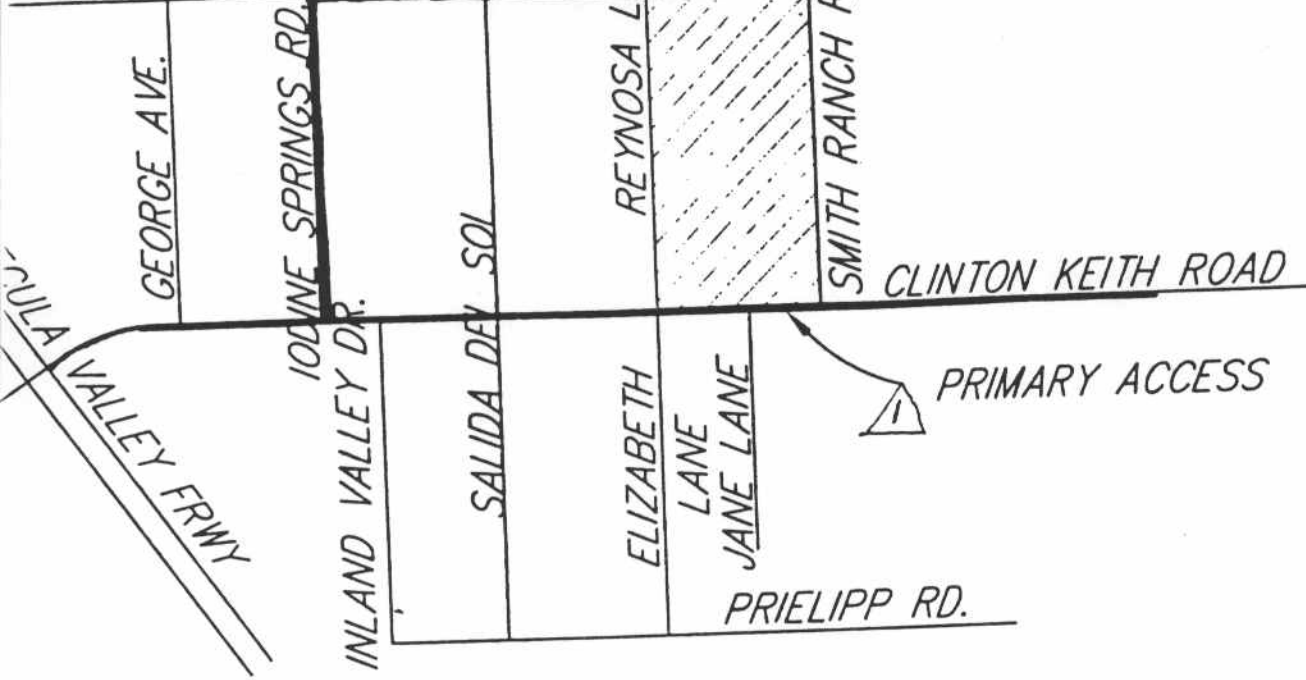 GEORGE AVE.
IODINE SPRINGS RD.
REYNOSA L
SMITH RANCH
SALIDA DEL SOL
CLINTON KEITH ROAD
CULA VALLEY FRWY
INLAND VALLEY DR.
ELIZABETH
LANE
JANE LANE
1
PRIMARY ACCESS
PRIELIPP RD.